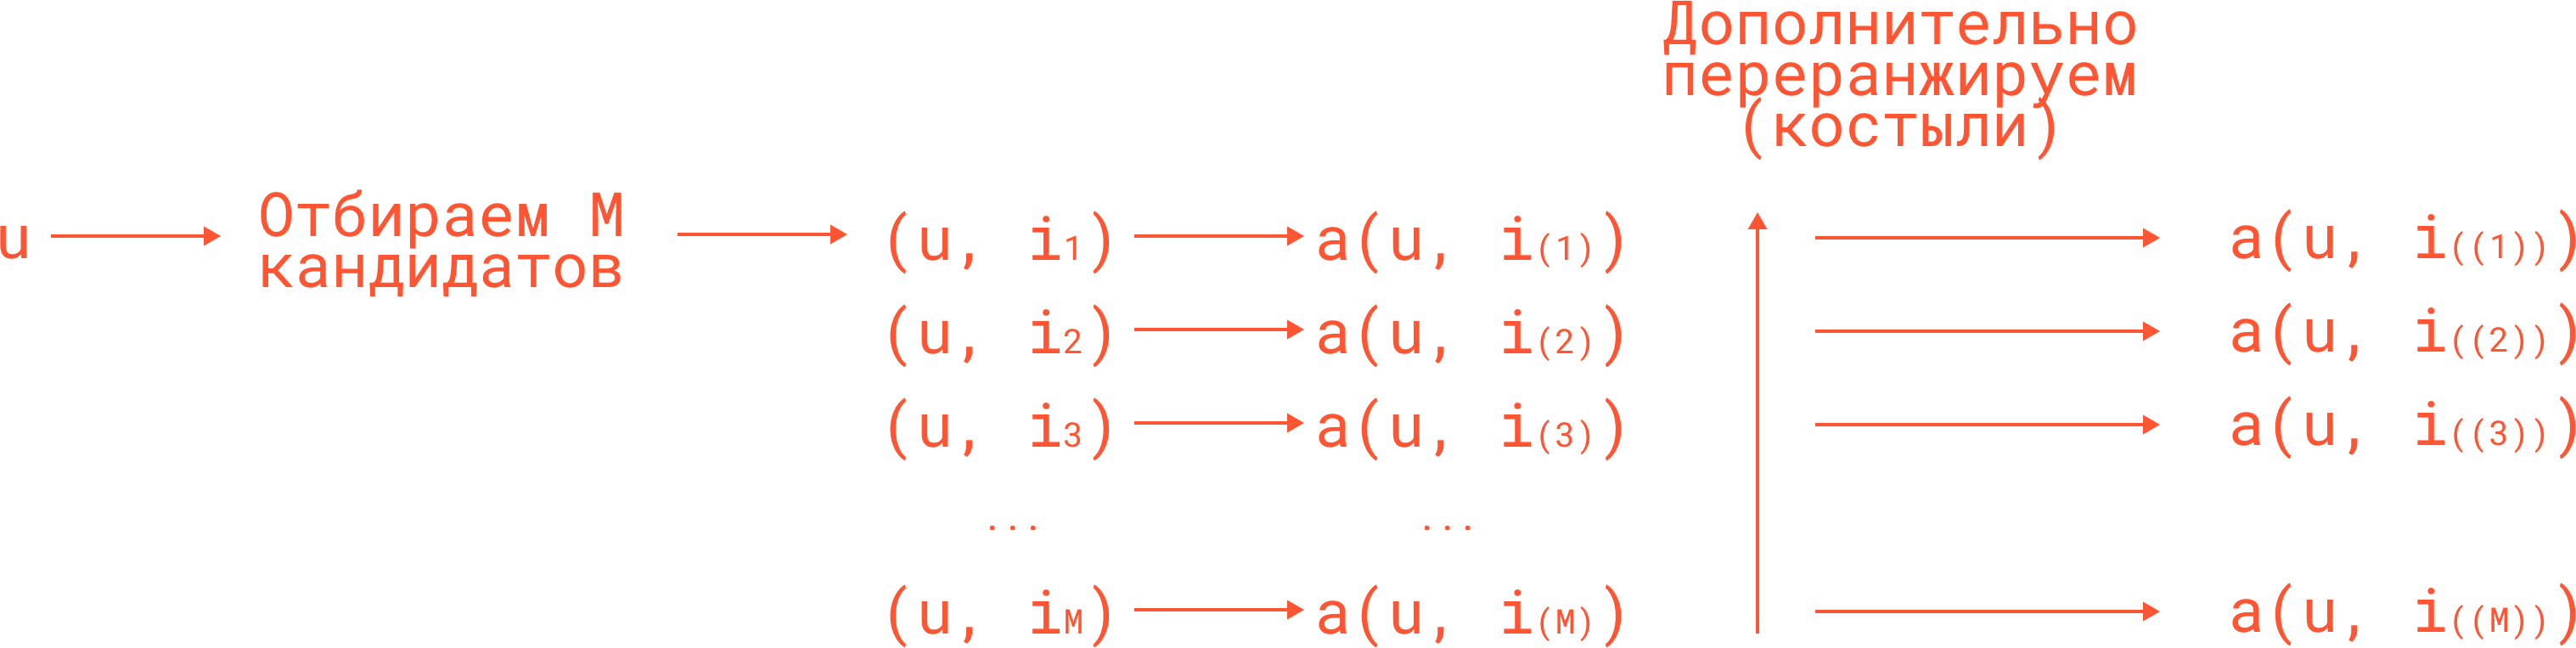 Дополнительно
переранжируем
(костыли)
u
Отбираем M
кандидатов
(u, i₁) a(u, i₍₁₎) a(u, i₍₍₁₎₎)
(u, i₂) a(u, i₍₂₎) a(u, i₍₍₂₎₎)
(u, i₃) a(u, i₍₃₎) a(u, i₍₍₃₎₎)
... ...
(u, iM) a(u, i(M)) a(u, i((M)))